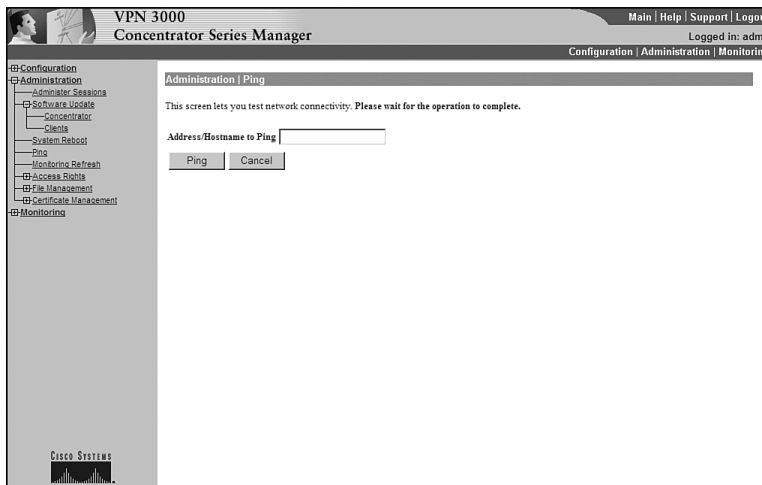 VPN 3000
Concentrator Series Manager
Main | Help | Support | Logou
Logged in: adm
Configuration | Administration | Monitorin
Configuration
Administration
Administer Sessions
Software Update
Concentrator
Clients
System Reboot
Ping
Monitoring Refresh
Access Rights
File Management
Certificate Management
Monitoring
Administration | Ping
This screen lets you test network connectivity. Please wait for the operation to complete.
Address/Hostname to Ping
Ping Cancel
CISCO SYSTEMS